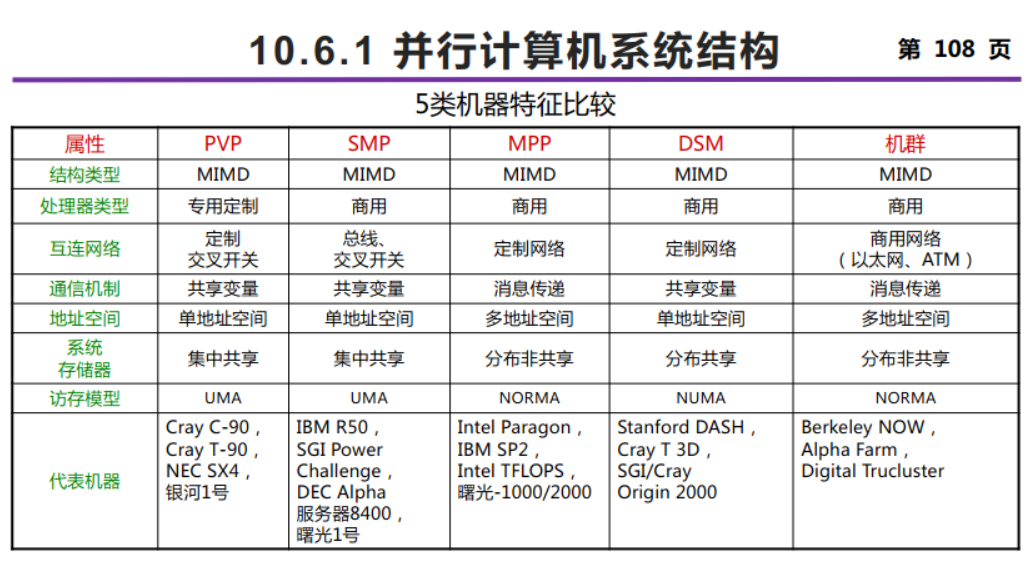 10.6.1 并行计算机系统结构
第 108 页
5类机器特征比较
属性 PVP SMP MPP DSM 机群
结构类型 MIMD MIMD MIMD MIMD MIMD
处理器类型 专用定制 商用 商用 商用 商用
互连网络 定制 交叉开关 总线、 交叉开关 定制网络 定制网络 商用网络 （以太网、ATM）
通信机制 共享变量 共享变量 消息传递 共享变量 消息传递
地址空间 单地址空间 单地址空间 多地址空间 单地址空间 多地址空间
系统 存储器 集中共享 集中共享 分布非共享 分布共享 分布非共享
访存模型 UMA UMA NORMA NUMA NORMA
代表机器
Cray C-90，
Cray T-90，
NEC SX4，
银河1号
IBM R50，
SGI Power
Challenge，
DEC Alpha
服务器8400，
曙光1号
Intel Paragon，
IBM SP2，
Intel TFLOPS，
曙光-1000/2000
Stanford DASH，
Cray T 3D，
SGI/Cray
Origin 2000
Berkeley NOW，
Alpha Farm，
Digital Trucluster